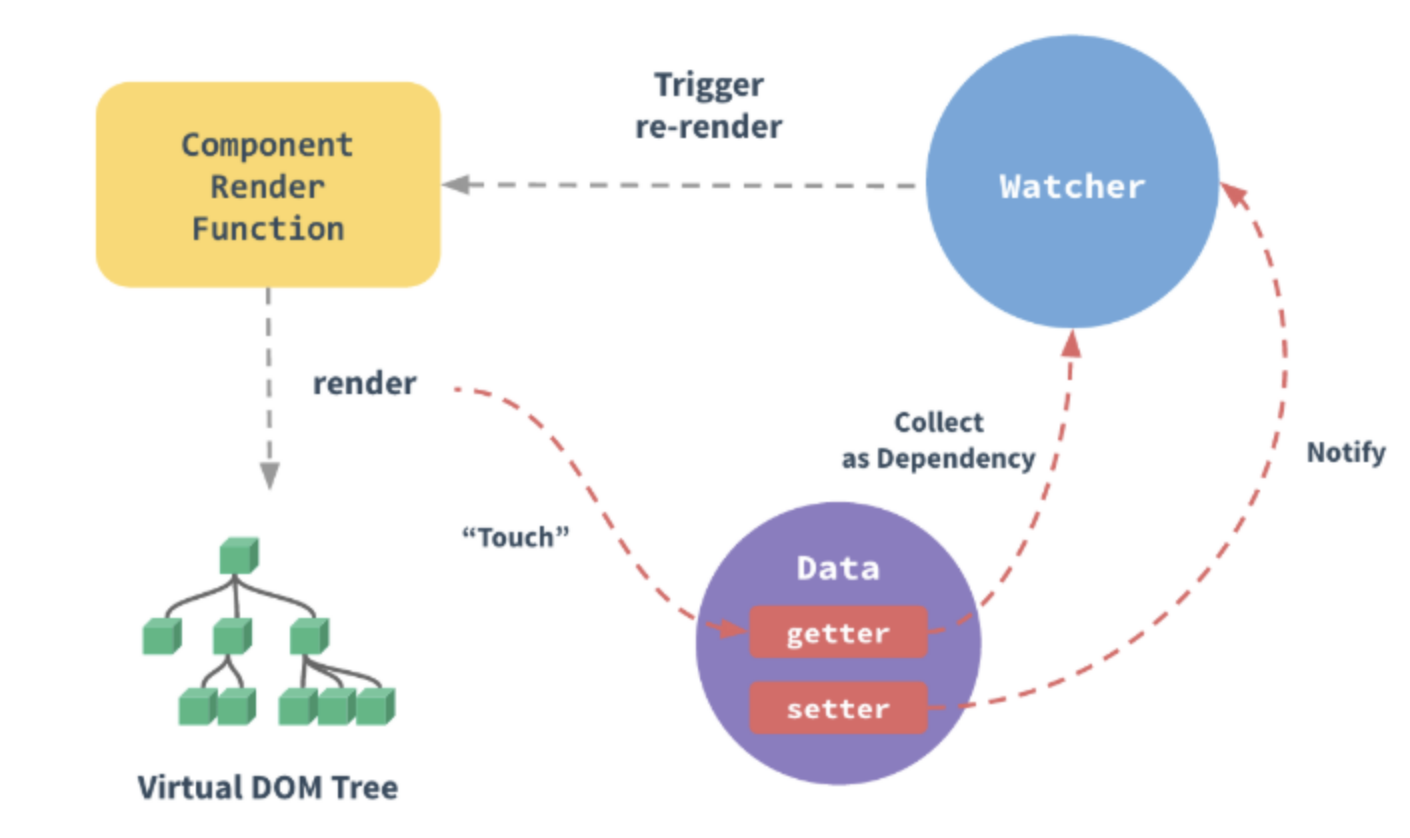 Trigger
re-render
Component
Render
Function
Watcher
render
Collect
as Dependency
Notify
“Touch”
Data
getter
setter
Virtual DOM Tree